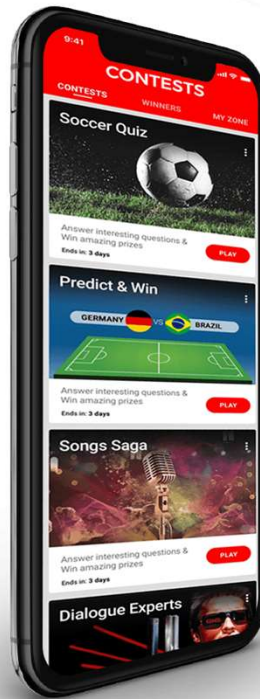 9:41
CONTESTS
CONTESTS WINNERS MY ZONE
Soccer Quiz
Answer interesting questions &
Win amazing prizes
Ends in: 3 days
PLAY
Predict & Win
GERMANY VS BRAZIL
Answer interesting questions &
Win amazing prizes
Ends in: 3 days
PLAY
Songs Saga
Answer interesting questions &
Win amazing prizes
Ends in: 3 days
PLAY
Dialogue Experts